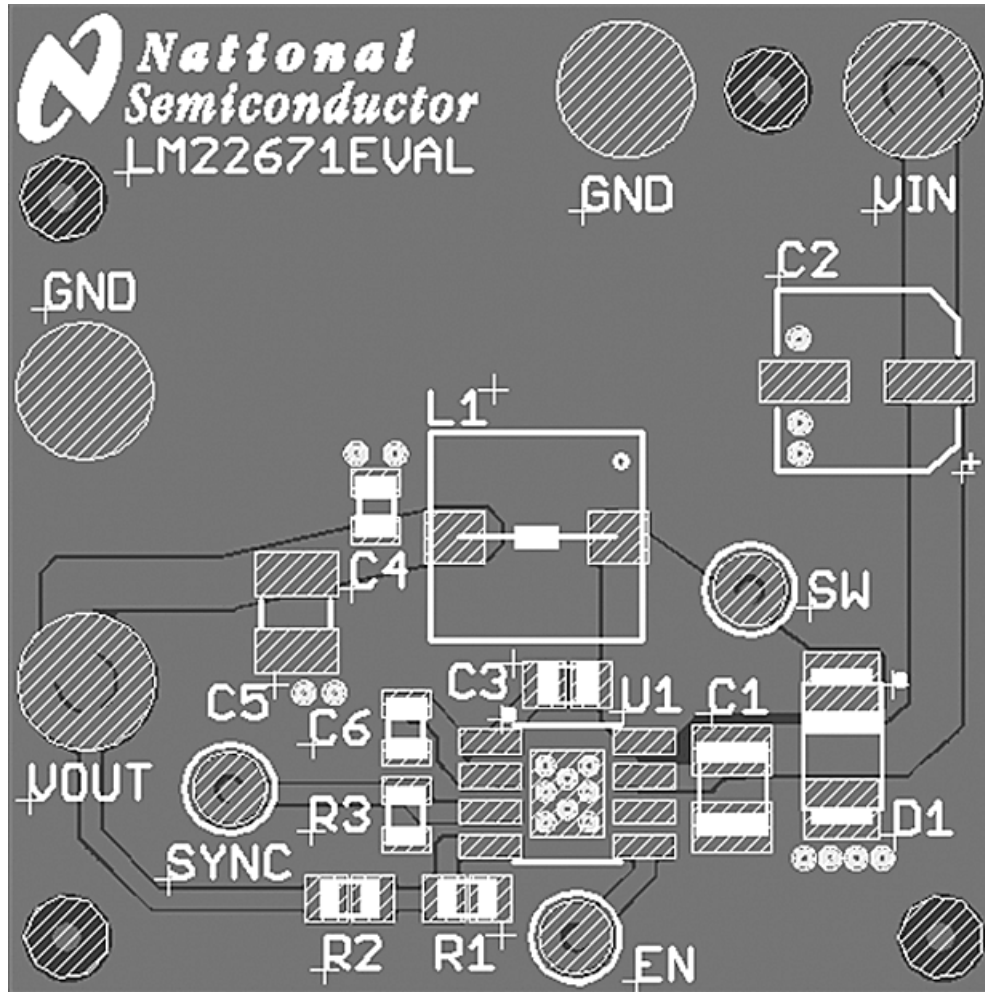 National
Semiconductor
LM22671EVAL
GND
VIN
C2
GND
L1
C4
SW
C3
U1
C1
C5
C6
VOUT
R3
D1
SYNC
R2
R1
EN